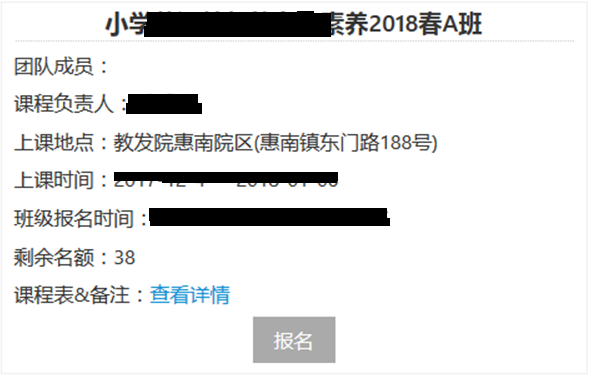 小学 素养2018春A班
团队成员：
课程负责人：
上课地点：教发院惠南院区(惠南镇东门路188号)
上课时间：
班级报名时间：
剩余名额：38
课程表&备注：查看详情
报名